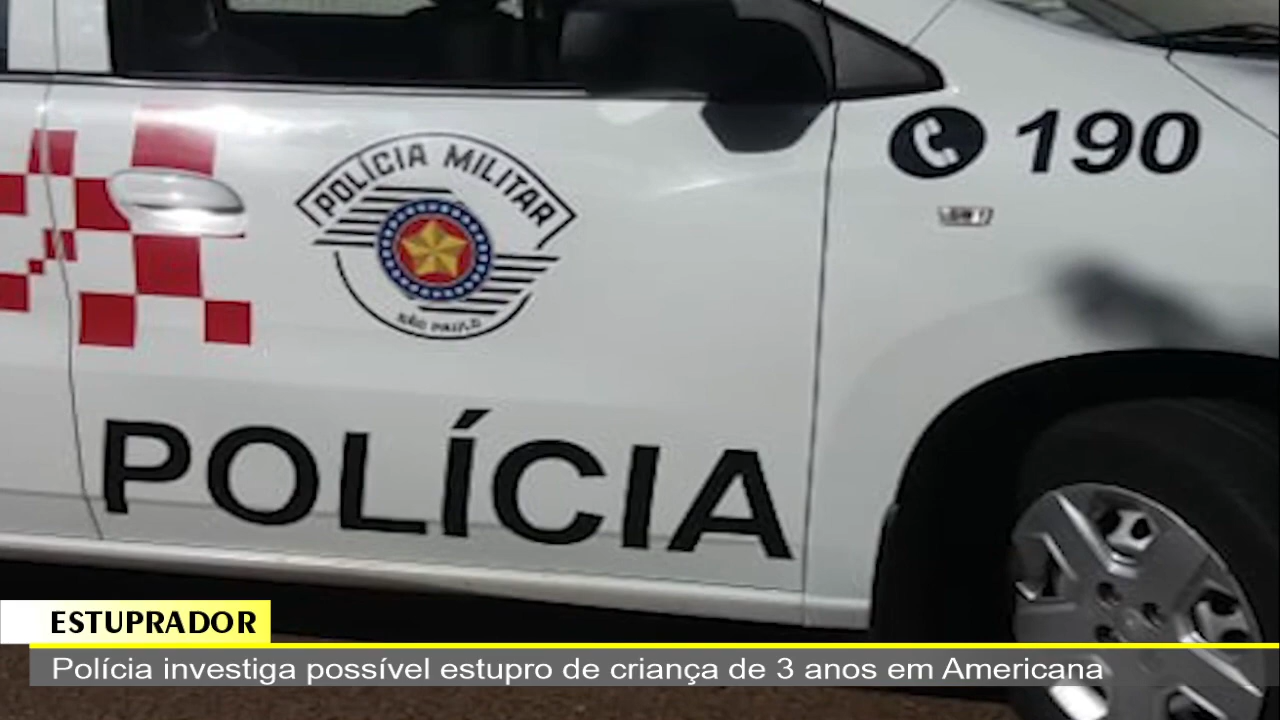 POLÍCIA MILITAR
190
SÃO PAULO
POLÍCIA
ESTUPRADOR
Polícia investiga possível estupro de criança de 3 anos em Americana